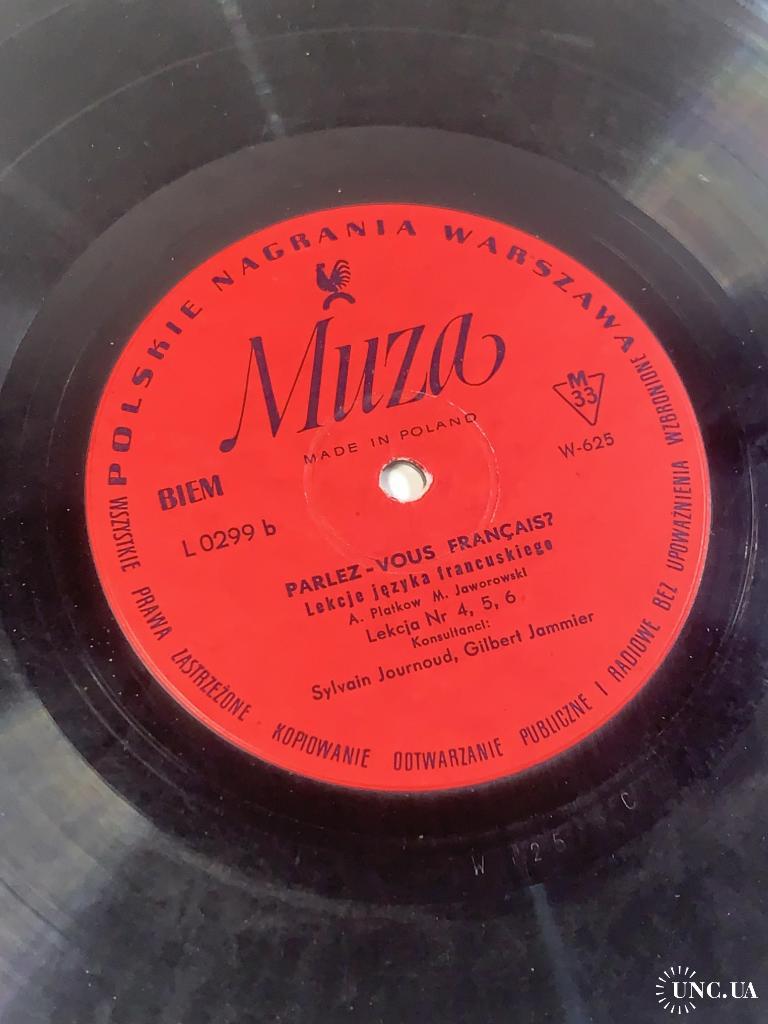 POLSKIE NAGRANIA WARSZAWA
Muza
MADE IN POLAND
M
33
W-625
BIEM
L 0299 b
PARLEZ-VOUS FRANÇAIS?
Lekcje języka francuskiego
A. Platkow M. Jaworowski
Lekcja Nr 4, 5, 6
Konsultanci:
Sylvain Journoud, Gilbert Jammier
WSZYSTKIE PRAWA ZASTRZEŻONE KOPIOWANIE ODTWARZANIE PUBLICZNE I RADIOWE BEZ UPOWAŻNIENIA WZBRONIONE
UNC.UA